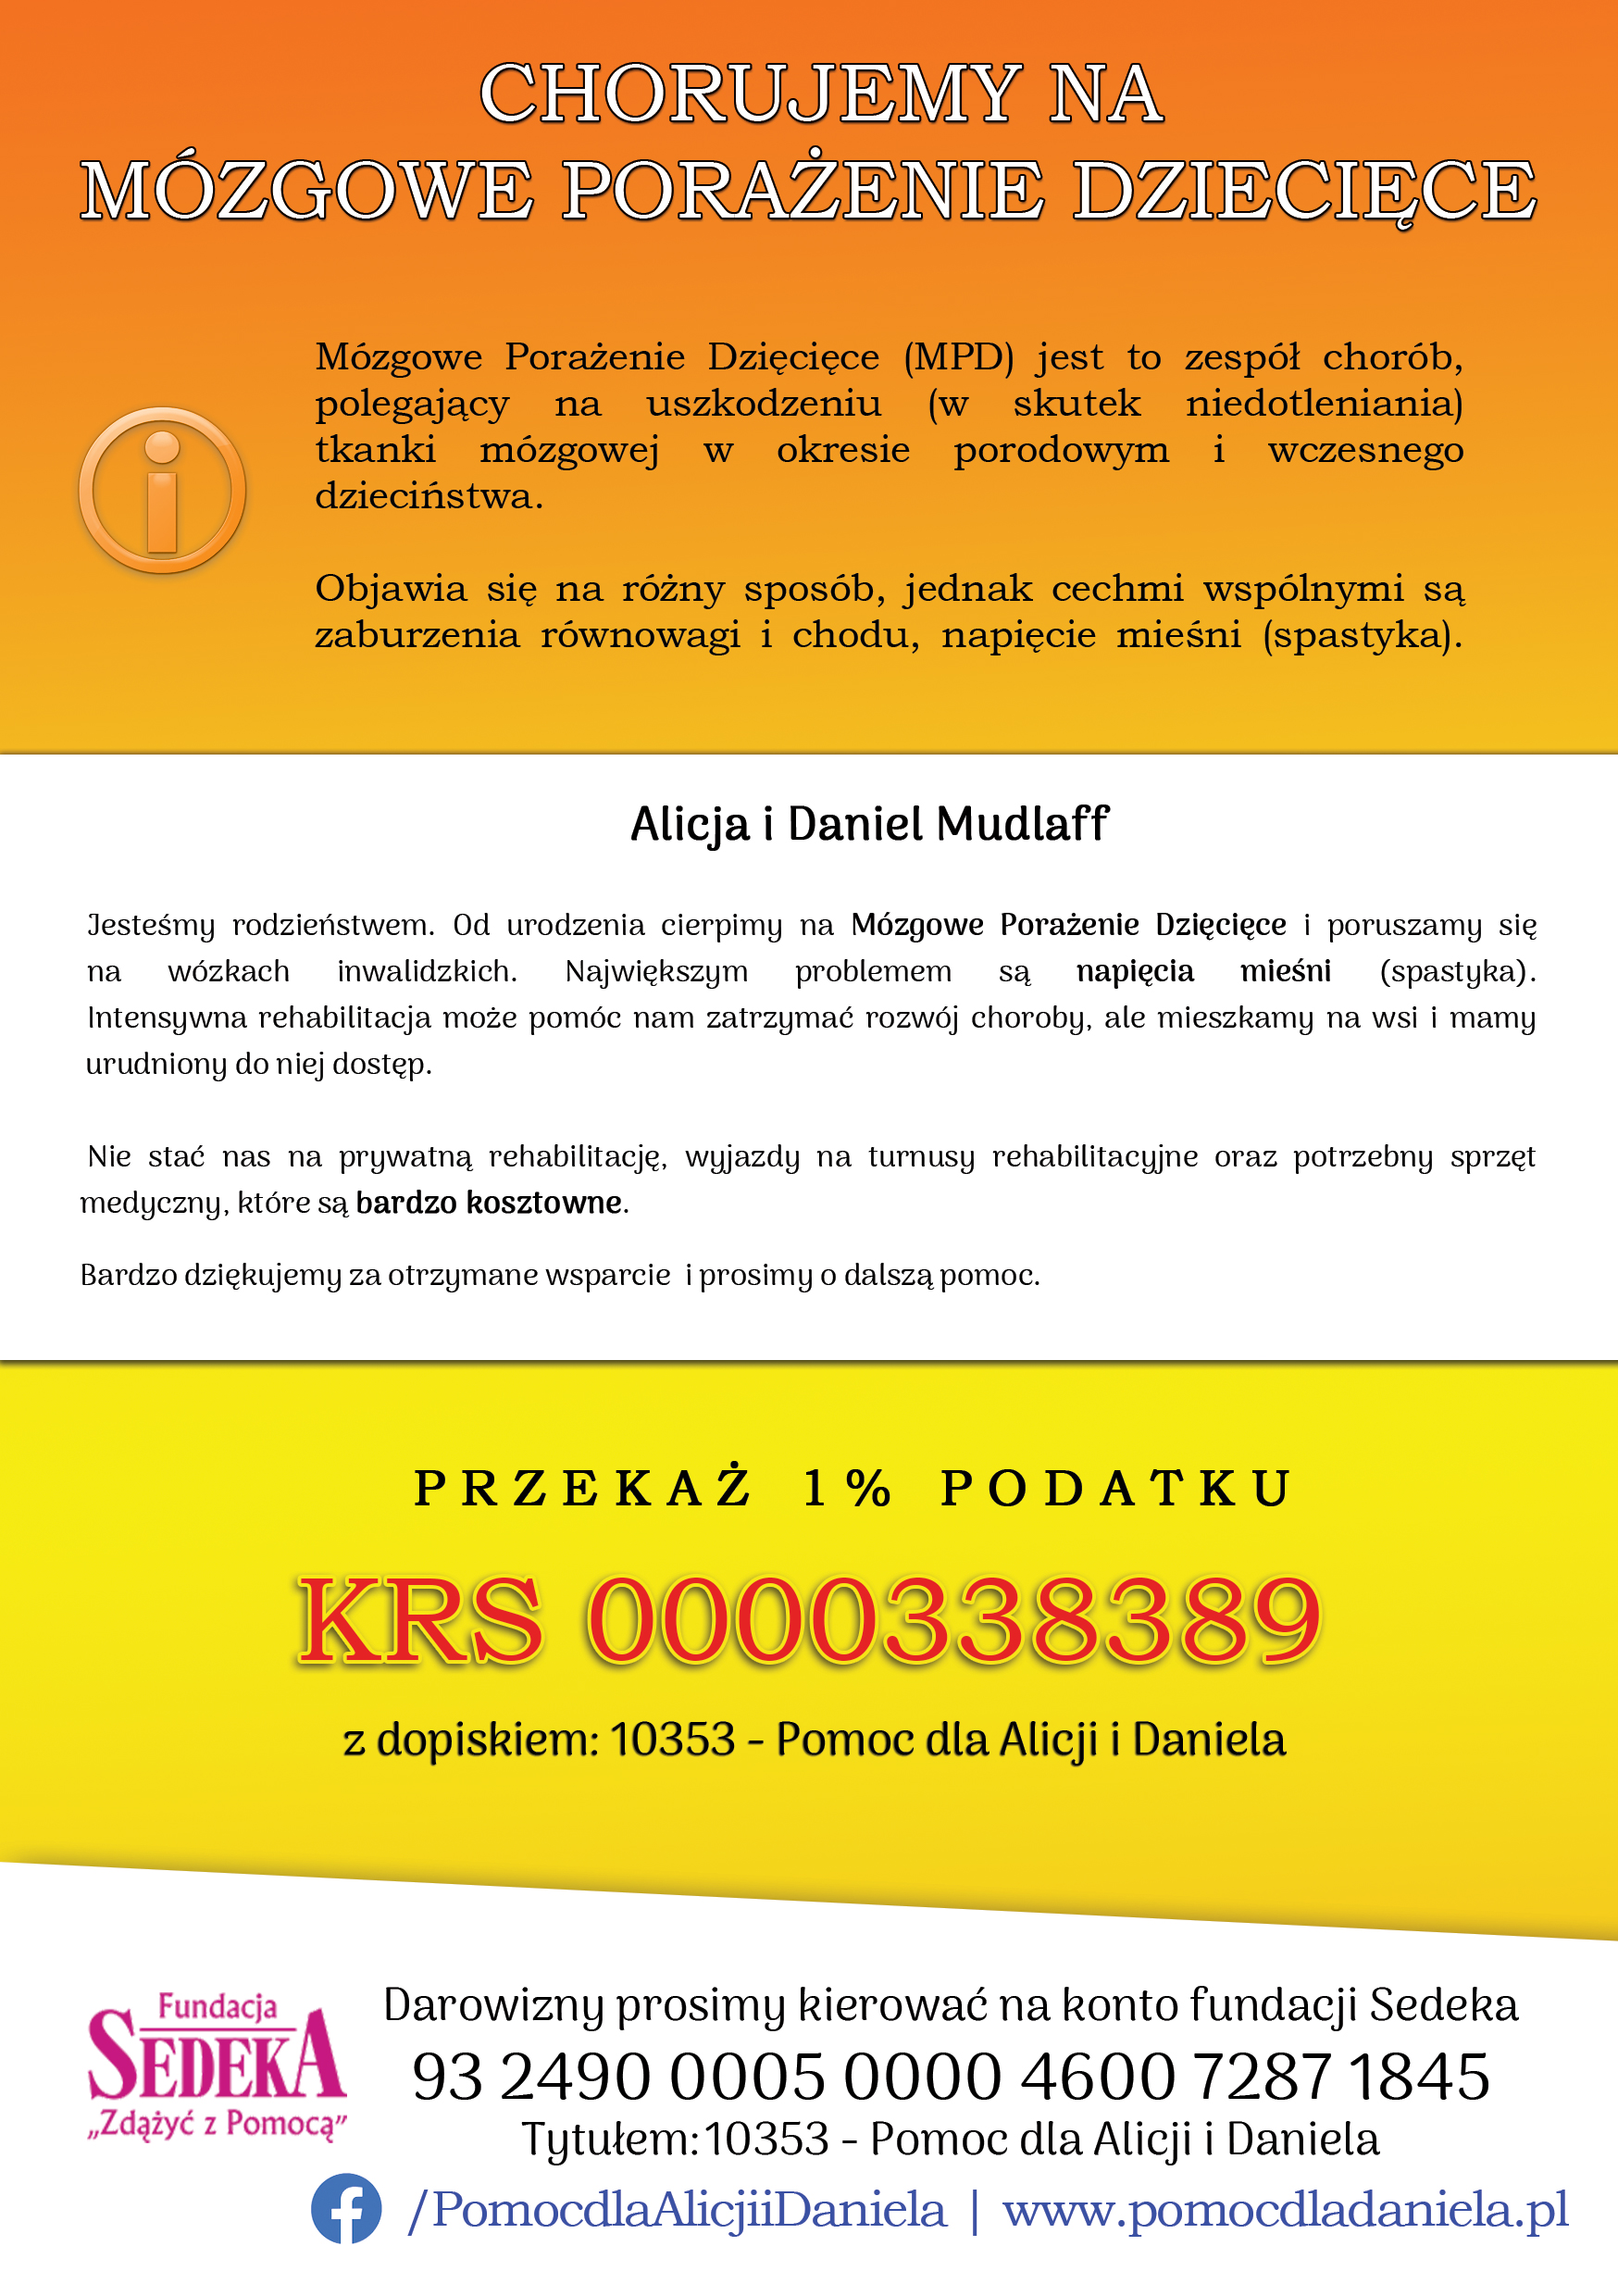 CHORUJEMY NA
MÓZGOWE PORAŻENIE DZIECIĘCE
Mózgowe Porażenie Dzięcięce (MPD) jest to zespół chorób,
polegający na uszkodzeniu (w skutek niedotleniania)
tkanki mózgowej w okresie porodowym i wczesnego
dzieciństwa.
Objawia się na różny sposób, jednak cechmi wspólnymi są
zaburzenia równowagi i chodu, napięcie mieśni (spastyka).
Alicja i Daniel Mudlaff
Jesteśmy rodzieństwem. Od urodzenia cierpimy na Mózgowe Porażenie Dzięcięce i poruszamy się
na wózkach inwalidzkich. Największym problemem są napięcia mieśni (spastyka).
Intensywna rehabilitacja może pomóc nam zatrzymać rozwój choroby, ale mieszkamy na wsi i mamy
urudniony do niej dostęp.
Nie stać nas na prywatną rehabilitację, wyjazdy na turnusy rehabilitacyjne oraz potrzebny sprzęt
medyczny, które są bardzo kosztowne.
Bardzo dziękujemy za otrzymane wsparcie i prosimy o dalszą pomoc.
PRZEKAŻ 1% PODATKU
KRS 0000338389
z dopiskiem: 10353 - Pomoc dla Alicji i Daniela
Fundacja
SEDEKA
„Zdążyć z Pomocą”
Darowizny prosimy kierować na konto fundacji Sedeka
93 2490 0005 0000 4600 7287 1845
Tytułem: 10353 - Pomoc dla Alicji i Daniela
/PomocdlaAlicjiiDaniela | www.pomocdladaniela.pl